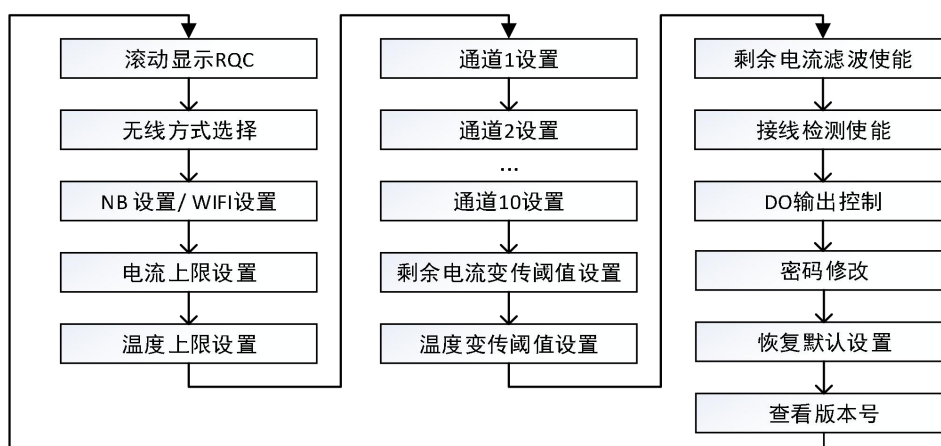 滚动显示RQC
无线方式选择
NB 设置/ WIFI设置
电流上限设置
温度上限设置
通道1设置
通道2设置
...
通道10设置
剩余电流变传阈值设置
温度变传阈值设置
剩余电流滤波使能
接线检测使能
DO输出控制
密码修改
恢复默认设置
查看版本号